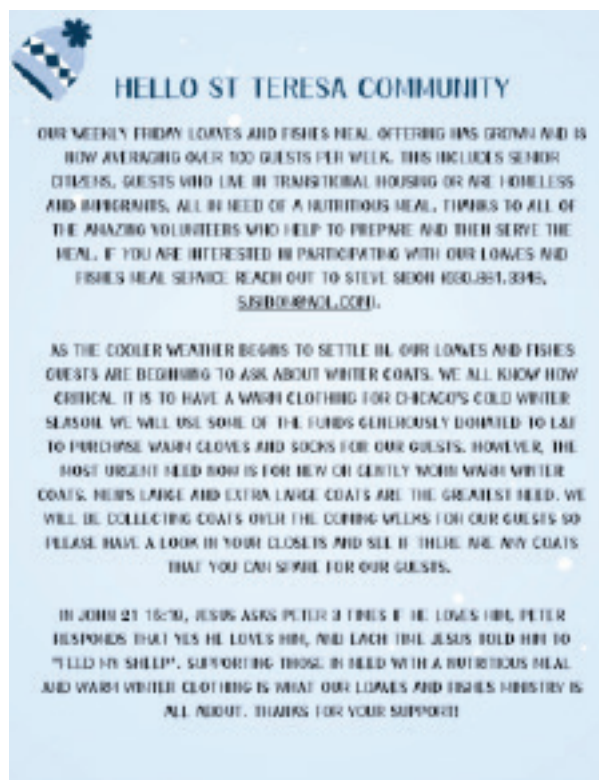 HELLO ST TERESA COMMUNITY
OUR WEEKLY FRIDAY LOAVES AND FISHES MEAL OFFERING HAS GROWN AND IS
NOW AVERAGING OVER 100 GUESTS PER WEEK. THIS INCLUDES SENIOR
CITIZENS, GUESTS WHO LIVE IN TRANSITIONAL HOUSING OR ARE HOMELESS
AND IMMIGRANTS, ALL IN NEED OF A NUTRITIOUS MEAL. THANKS TO ALL OF
THE AMAZING VOLUNTEERS WHO HELP TO PREPARE AND THEN SERVE THE
MEAL. IF YOU ARE INTERESTED IN PARTICIPATING WITH OUR LOAVES AND
FISHES MEAL SERVICE REACH OUT TO STEVE
AS THE COOLER WEATHER BEGINS TO SETTLE IN, OUR LOAVES AND FISHES
GUESTS ARE BEGINNING TO ASK ABOUT WINTER COATS. WE ALL KNOW HOW
CRITICAL IT IS TO HAVE A WARM CLOTHING FOR CHICAGO'S COLD WINTER
SEASON. WE WILL USE SOME OF THE FUNDS GENEROUSLY DONATED TO L&F
TO PURCHASE WARM GLOVES AND SOCKS FOR OUR GUESTS. HOWEVER, THE
MOST URGENT NEED NOW IS FOR NEW OR GENTLY WORN WARM WINTER
COATS. MEN'S LARGE AND EXTRA LARGE COATS ARE THE GREATEST NEED. WE
WILL BE COLLECTING COATS OVER THE COMING WEEKS FOR OUR GUESTS SO
PLEASE HAVE A LOOK IN YOUR CLOSETS AND SEE IF THERE ARE ANY COATS
THAT YOU CAN SPARE FOR OUR GUESTS.
IN JOHN 21 JESUS ASKS PETER 3 TIMES IF HE LOVES HIM, PETER
RESPONDS THAT YES HE LOVES HIM, AND EACH TIME JESUS TOLD HIM TO
"FEED MY SHEEP". SUPPORTING THOSE IN NEED WITH A NUTRITIOUS MEAL
AND WARM WINTER CLOTHING IS WHAT OUR LOAVES AND FISHES MINISTRY IS
ALL ABOUT. THANKS FOR YOUR SUPPORT!